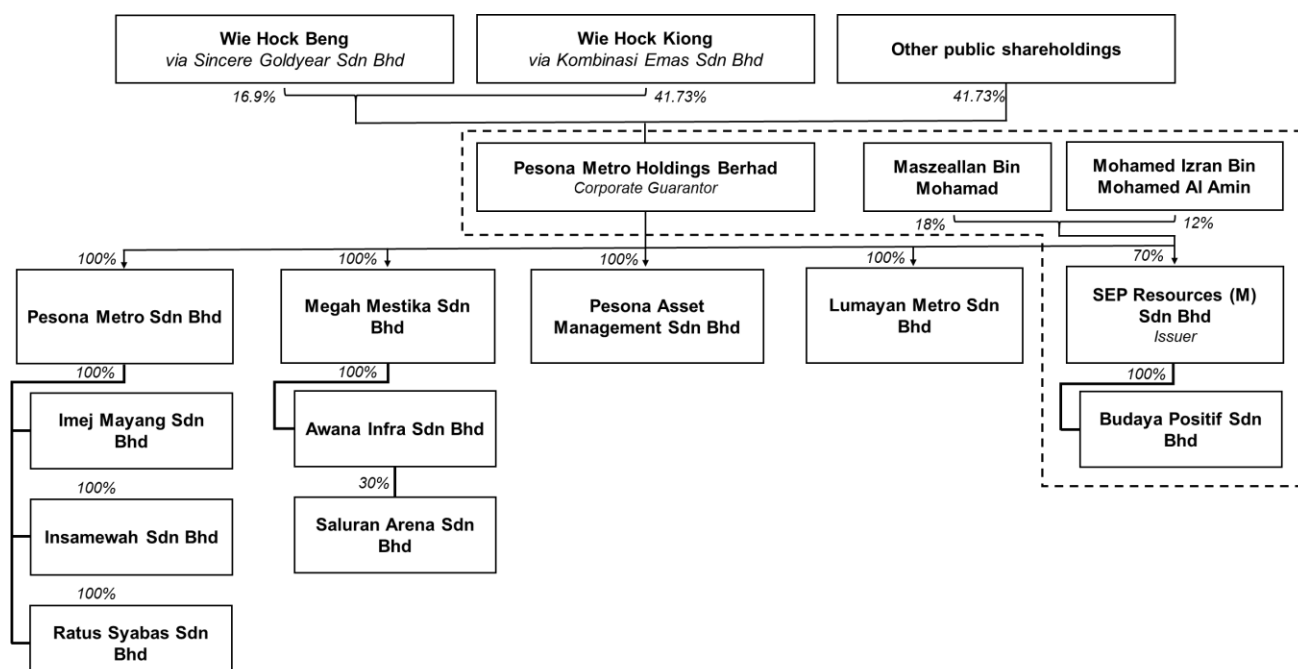 Wie Hock Beng
via Sincere Goldyear Sdn Bhd
Wie Hock Kiong
via Kombinasi Emas Sdn Bhd
Other public shareholdings
16.9%
41.73%
41.73%
Pesona Metro Holdings Berhad
Corporate Guarantor
Maszeallan Bin
Mohamad
Mohamed Izran Bin
Mohamed Al Amin
18%
12%
100%
100%
100%
100%
70%
Pesona Metro Sdn Bhd
Megah Mestika Sdn
Bhd
Pesona Asset
Management Sdn Bhd
Lumayan Metro Sdn
Bhd
SEP Resources (M)
Sdn Bhd
Issuer
100%
100%
100%
Imej Mayang Sdn
Bhd
Awana Infra Sdn Bhd
Budaya Positif Sdn
Bhd
100%
30%
Insamewah Sdn Bhd
Saluran Arena Sdn
Bhd
100%
Ratus Syabas Sdn
Bhd